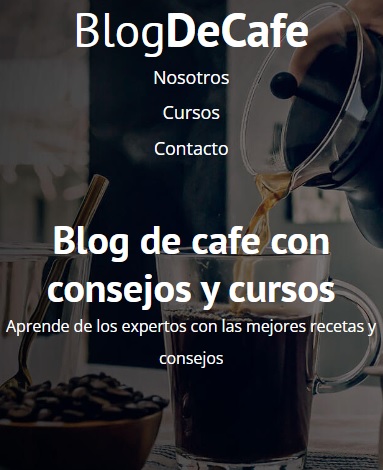 BlogDeCafe
Nosotros
Cursos
Contacto
Blog de cafe con
consejos y cursos
Aprende de los expertos con las mejores recetas y
consejos